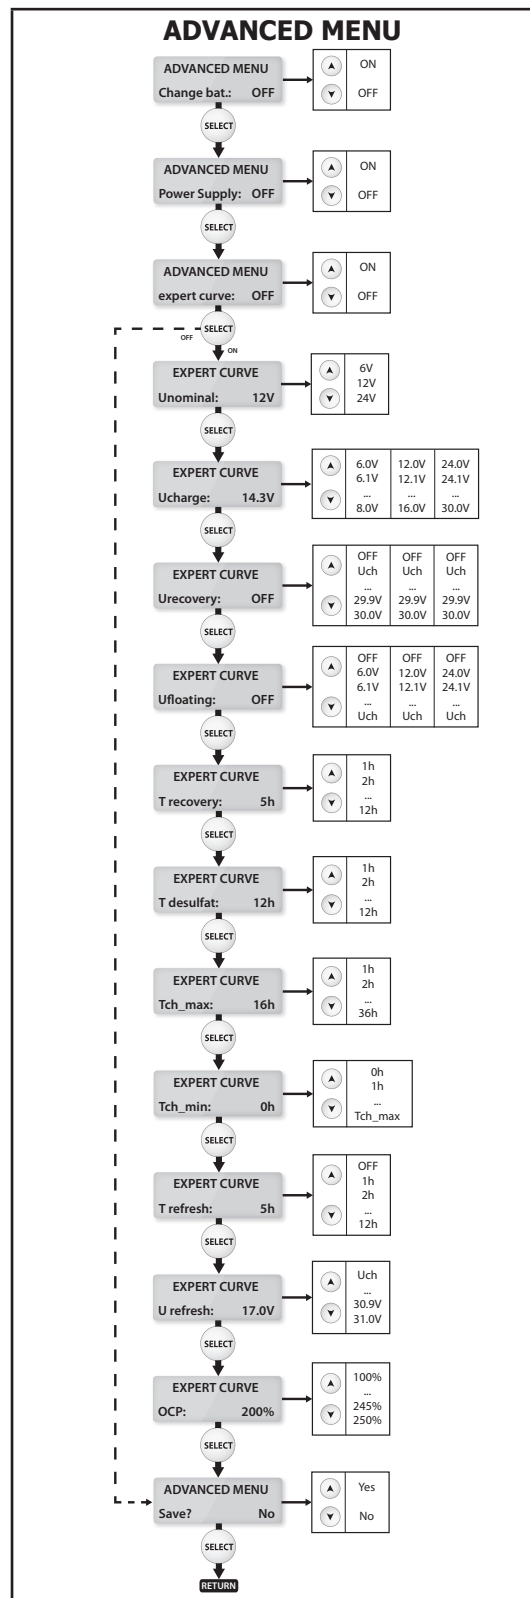 ADVANCED MENU
ADVANCED MENU
Change bat.: OFF
ON
OFF
SELECT
ADVANCED MENU
Power Supply: OFF
ON
OFF
SELECT
ADVANCED MENU
expert curve: OFF
ON
OFF
SELECT
OFF
ON
EXPERT CURVE
Unominal: 12V
6V
12V
24V
SELECT
EXPERT CURVE
Ucharge: 14.3V
6.0V 12.0V 24.0V
6.1V 12.1V 24.1V
... ... ...
8.0V 16.0V 30.0V
SELECT
EXPERT CURVE
Urecovery: OFF
OFF OFF OFF
Uch Uch Uch
... ... ...
29.9V 29.9V 29.9V
30.0V 30.0V 30.0V
SELECT
EXPERT CURVE
Ufloating: OFF
OFF OFF OFF
6.0V 12.0V 24.0V
6.1V 12.1V 24.1V
... ... ...
Uch Uch Uch
SELECT
EXPERT CURVE
T recovery: 5h
1h
2h
...
12h
SELECT
EXPERT CURVE
T desulfat: 12h
1h
2h
...
12h
SELECT
EXPERT CURVE
Tch_max: 16h
1h
2h
...
36h
SELECT
EXPERT CURVE
Tch_min: 0h
0h
1h
...
Tch_max
SELECT
EXPERT CURVE
T refresh: 5h
OFF
1h
2h
...
12h
SELECT
EXPERT CURVE
U refresh: 17.0V
Uch
...
30.9V
31.0V
SELECT
EXPERT CURVE
OCP: 200%
100%
...
245%
250%
SELECT
ADVANCED MENU
Save? No
Yes
No
SELECT
RETURN